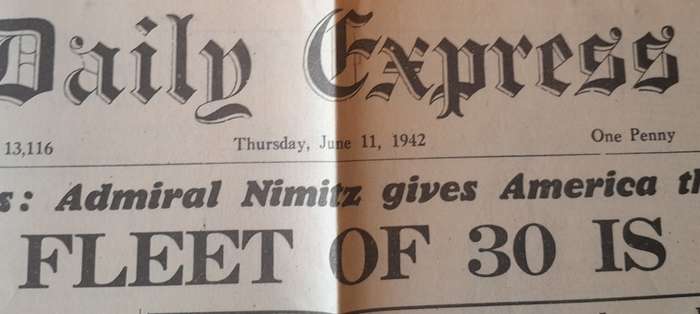 Daily Express
13,116 Thursday, June 11, 1942 One Penny
s: Admiral Nimitz gives America th
FLEET OF 30 IS